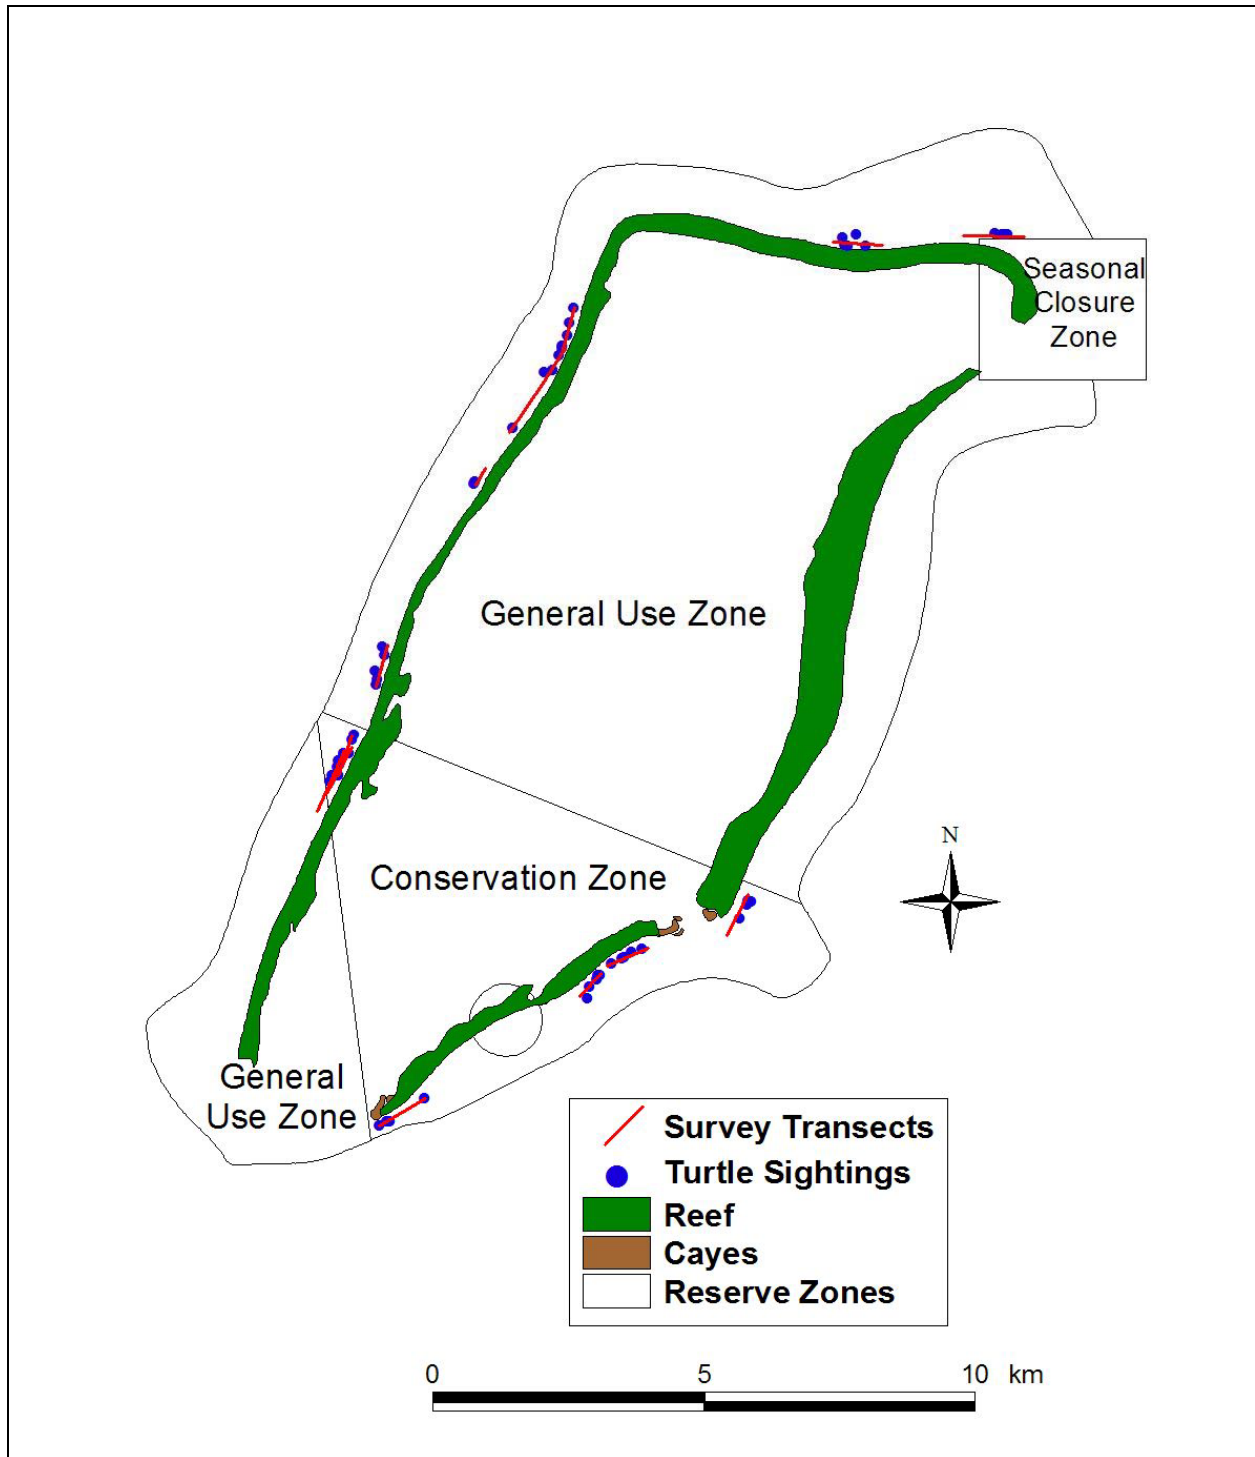 Seasonal
Closure
Zone
General Use Zone
N
Conservation Zone
General
Use Zone
Survey Transects
Turtle Sightings
Reef
Cayes
Reserve Zones
0 5 10 km